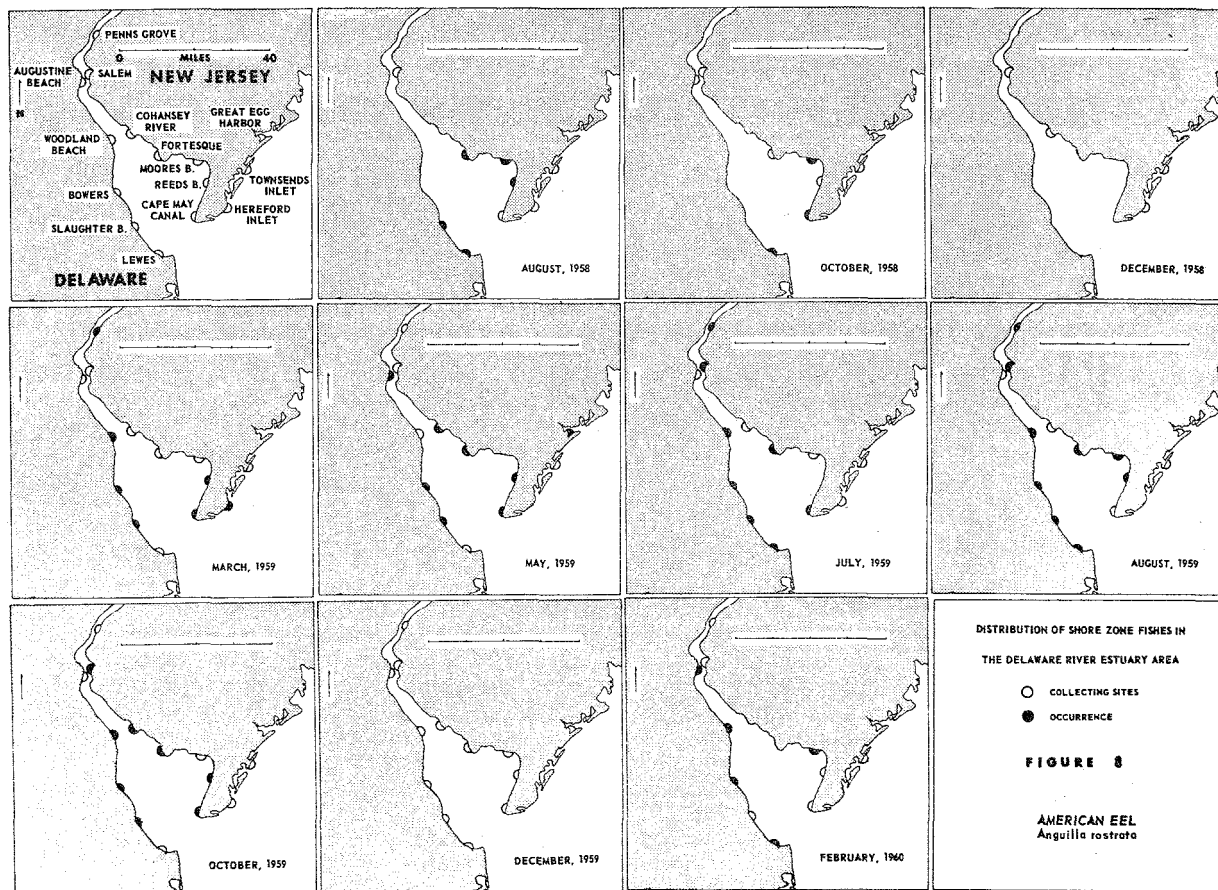 PENNS GROVE
0 MILES 40
AUGUSTINE
BEACH
SALEM
NEW JERSEY
N
COHANSEY
RIVER
GREAT EGG
HARBOR
WOODLAND
BEACH
FORTESQUE
MOORES B.
REEDS B.
TOWNSENDS
INLET
BOWERS
CAPE MAY
CANAL
HEREFORD
INLET
SLAUGHTER B.
LEWES
DELAWARE
AUGUST, 1958
OCTOBER, 1958
DECEMBER, 1958
MARCH, 1959
MAY, 1959
JULY, 1959
AUGUST, 1959
OCTOBER, 1959
DECEMBER, 1959
FEBRUARY, 1960
DISTRIBUTION OF SHORE ZONE FISHES IN
THE DELAWARE RIVER ESTUARY AREA
COLLECTING SITES
OCCURRENCE
FIGURE 8
AMERICAN EEL
Anguilla rostrata